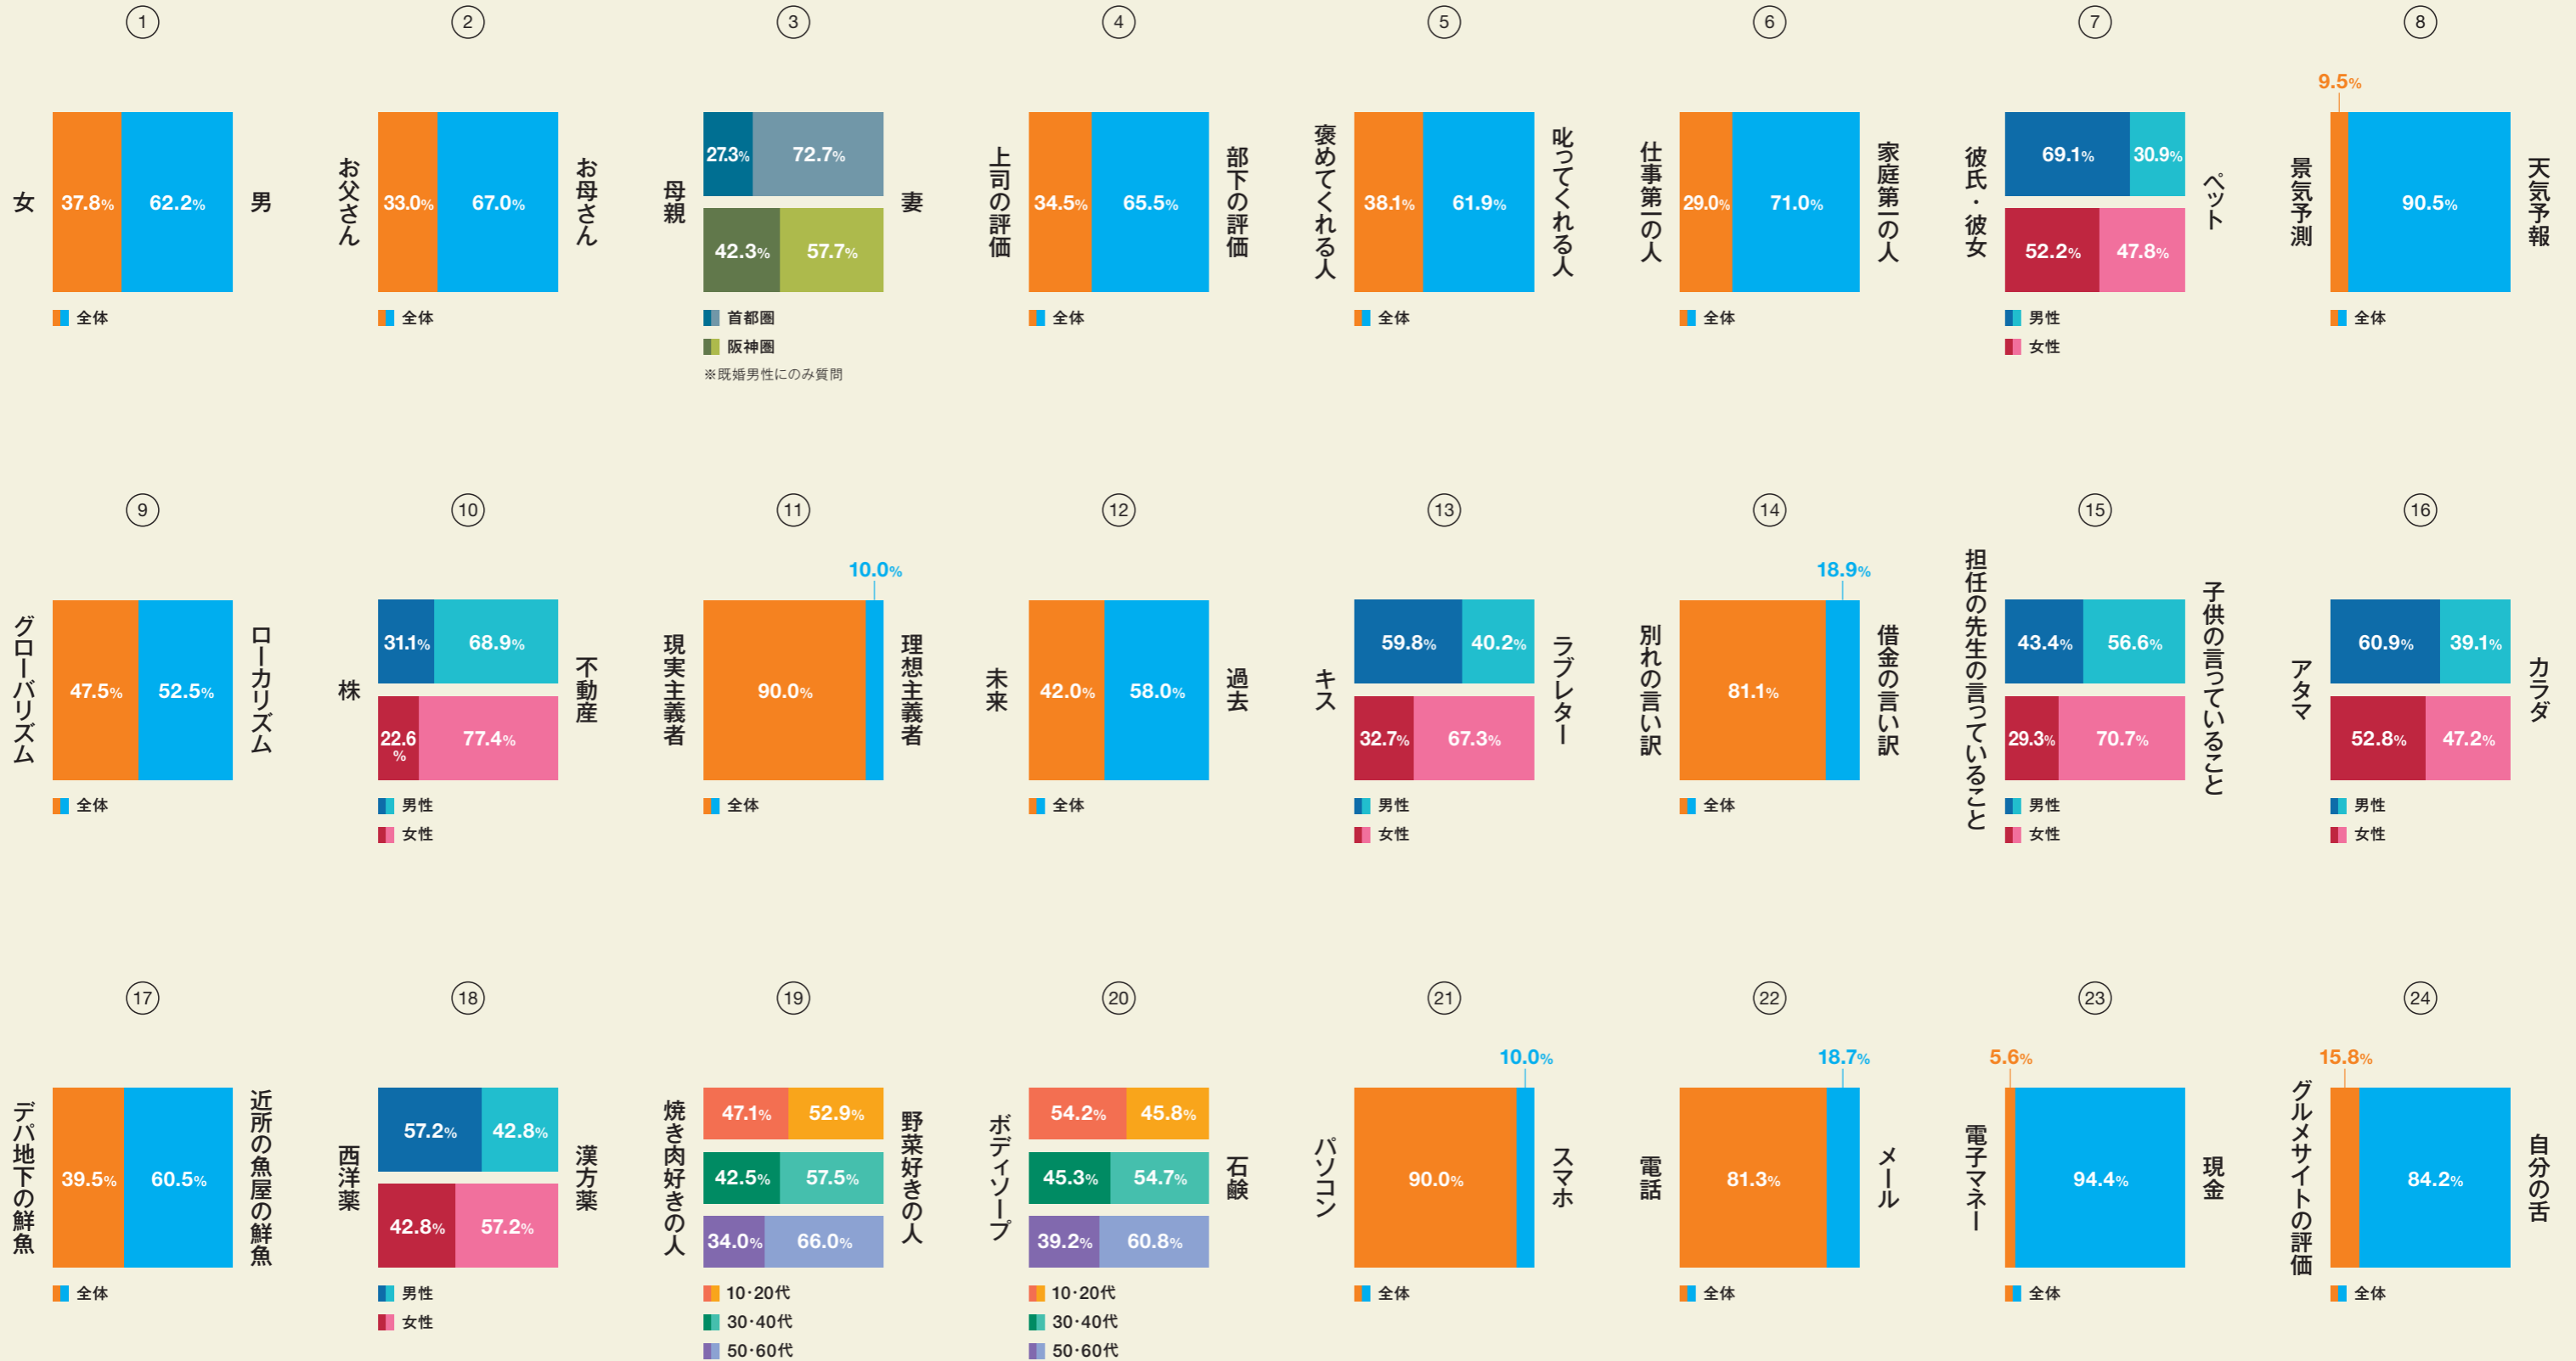 ①
女
37.8%
62.2%
男
全体
②
お父さん
33.0%
67.0%
お母さん
全体
③
母親
27.3%
72.7%
42.3%
57.7%
妻
首都圏
阪神圏
※既婚男性にのみ質問
④
上司の評価
34.5%
65.5%
部下の評価
全体
⑤
褒めてくれる人
38.1%
61.9%
叱ってくれる人
全体
⑥
仕事第一の人
29.0%
71.0%
家庭第一の人
全体
⑦
彼氏・彼女
69.1%
30.9%
52.2%
47.8%
ペット
男性
女性
⑧
9.5%
景気予測
90.5%
天気予報
全体
⑨
グローバリズム
47.5%
52.5%
ローカリズム
全体
⑩
株
31.1%
68.9%
22.6
%
77.4%
不動産
男性
女性
⑪
10.0%
現実主義者
90.0%
理想主義者
全体
⑫
未来
42.0%
58.0%
過去
全体
⑬
キス
59.8%
40.2%
32.7%
67.3%
ラブレター
男性
女性
⑭
18.9%
別れの言い訳
81.1%
借金の言い訳
全体
⑮
担任の先生の言っていること
43.4%
56.6%
29.3%
70.7%
子供の言っていること
男性
女性
⑯
アタマ
60.9%
39.1%
52.8%
47.2%
カラダ
男性
女性
⑰
デパ地下の鮮魚
39.5%
60.5%
近所の魚屋の鮮魚
全体
⑱
西洋薬
57.2%
42.8%
42.8%
57.2%
漢方薬
男性
女性
⑲
焼き肉好きの人
47.1%
52.9%
42.5%
57.5%
34.0%
66.0%
野菜好きの人
10・20代
30・40代
50・60代
⑳
ボディソープ
54.2%
45.8%
45.3%
54.7%
39.2%
60.8%
石鹸
10・20代
30・40代
50・60代
㉑
10.0%
パソコン
90.0%
スマホ
全体
㉒
18.7%
電話
81.3%
メール
全体
㉓
5.6%
電子マネー
94.4%
現金
全体
㉔
15.8%
グルメサイトの評価
84.2%
自分の舌
全体